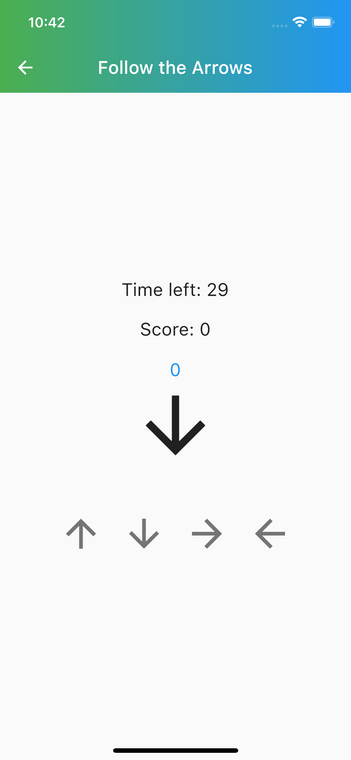 10:42
Follow the Arrows
Time left: 29
Score: 0
0